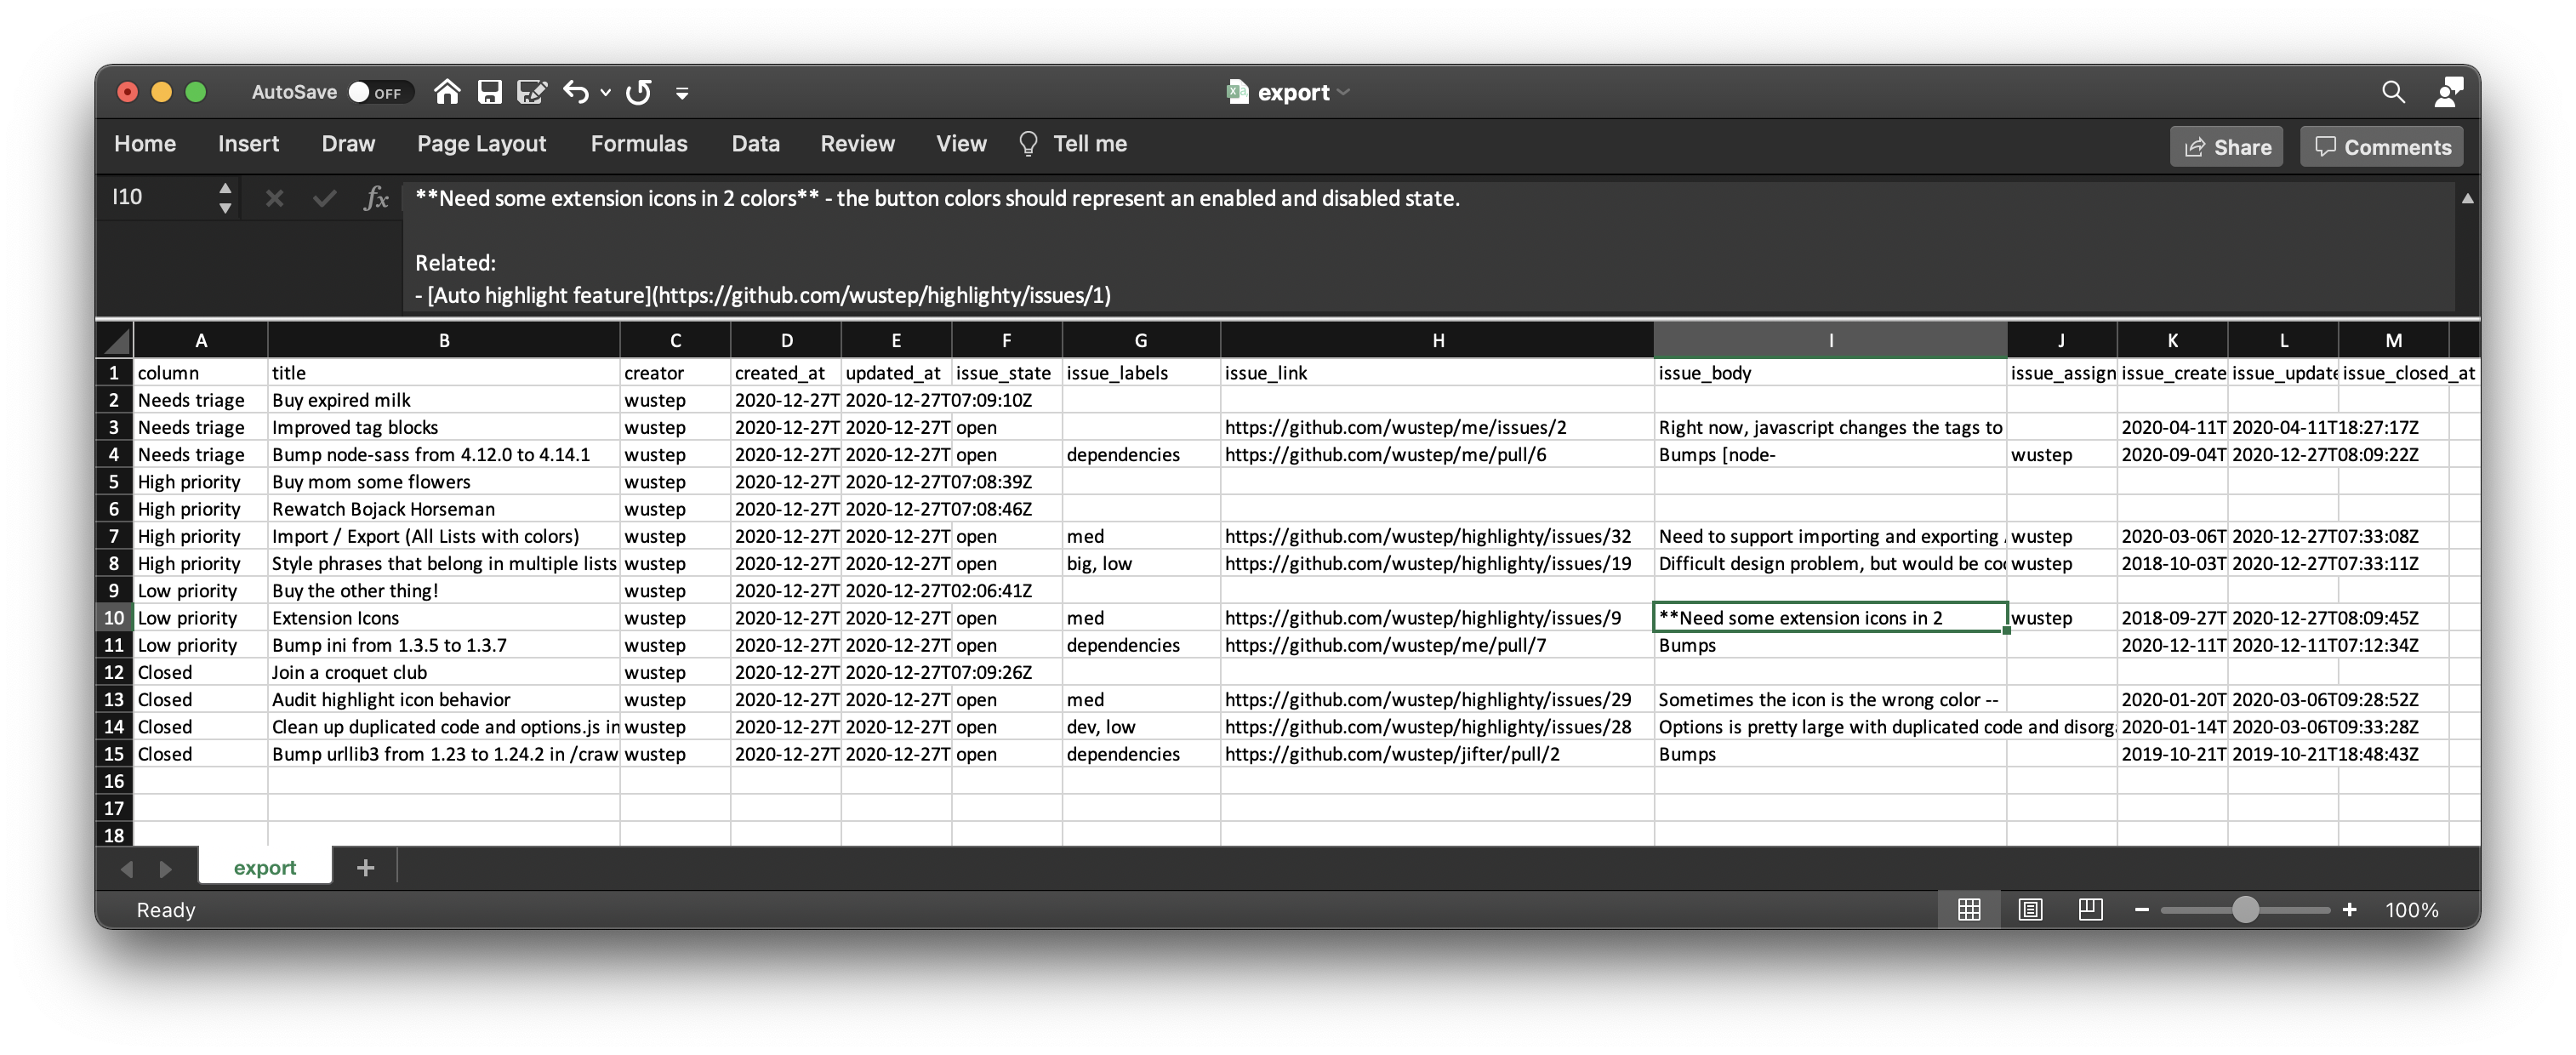 AutoSave OFF export
Home Insert Draw Page Layout Formulas Data Review View Tell me Share Comments
I10 fx **Need some extension icons in 2 colors** - the button colors should represent an enabled and disabled state.
Related:
- [Auto highlight feature](https://github.com/wustep/highlighty/issues/1)
A B C D E F G H I J K L M
1 column title creator created_at updated_at issue_state issue_labels issue_link issue_body issue_assign issue_create issue_update issue_closed_at
2 Needs triage Buy expired milk wustep 2020-12-27T 2020-12-27T07:09:10Z
3 Needs triage Improved tag blocks wustep 2020-12-27T 2020-12-27T open https://github.com/wustep/me/issues/2 Right now, javascript changes the tags to 2020-04-11T 2020-04-11T18:27:17Z
4 Needs triage Bump node-sass from 4.12.0 to 4.14.1 wustep 2020-12-27T 2020-12-27T open dependencies https://github.com/wustep/me/pull/6 Bumps [node- wustep 2020-09-04T 2020-12-27T08:09:22Z
5 High priority Buy mom some flowers wustep 2020-12-27T 2020-12-27T07:08:39Z
6 High priority Rewatch Bojack Horseman wustep 2020-12-27T 2020-12-27T07:08:46Z
7 High priority Import / Export (All Lists with colors) wustep 2020-12-27T 2020-12-27T open med https://github.com/wustep/highlighty/issues/32 Need to support importing and exporting wustep 2020-03-06T 2020-12-27T07:33:08Z
8 High priority Style phrases that belong in multiple lists wustep 2020-12-27T 2020-12-27T open big, low https://github.com/wustep/highlighty/issues/19 Difficult design problem, but would be wustep 2018-10-03T 2020-12-27T07:33:11Z
9 Low priority Buy the other thing! wustep 2020-12-27T 2020-12-27T02:06:41Z
10 Low priority Extension Icons wustep 2020-12-27T 2020-12-27T open med https://github.com/wustep/highlighty/issues/9 **Need some extension icons in 2 wustep 2018-09-27T 2020-12-27T08:09:45Z
11 Low priority Bump ini from 1.3.5 to 1.3.7 wustep 2020-12-27T 2020-12-27T open dependencies https://github.com/wustep/me/pull/7 Bumps 2020-12-11T 2020-12-11T07:12:34Z
12 Closed Join a croquet club wustep 2020-12-27T 2020-12-27T07:09:26Z
13 Closed Audit highlight icon behavior wustep 2020-12-27T 2020-12-27T open med https://github.com/wustep/highlighty/issues/29 Sometimes the icon is the wrong color -- 2020-01-20T 2020-03-06T09:28:52Z
14 Closed Clean up duplicated code and options.js in wustep 2020-12-27T 2020-12-27T open dev, low https://github.com/wustep/highlighty/issues/28 Options is pretty large with duplicated code and disorg 2020-01-14T 2020-03-06T09:33:28Z
15 Closed Bump urllib3 from 1.23 to 1.24.2 in /craw wustep 2020-12-27T 2020-12-27T open dependencies https://github.com/wustep/jifter/pull/2 Bumps 2019-10-21T 2019-10-21T18:48:43Z
16
17
18
export
Ready 100%